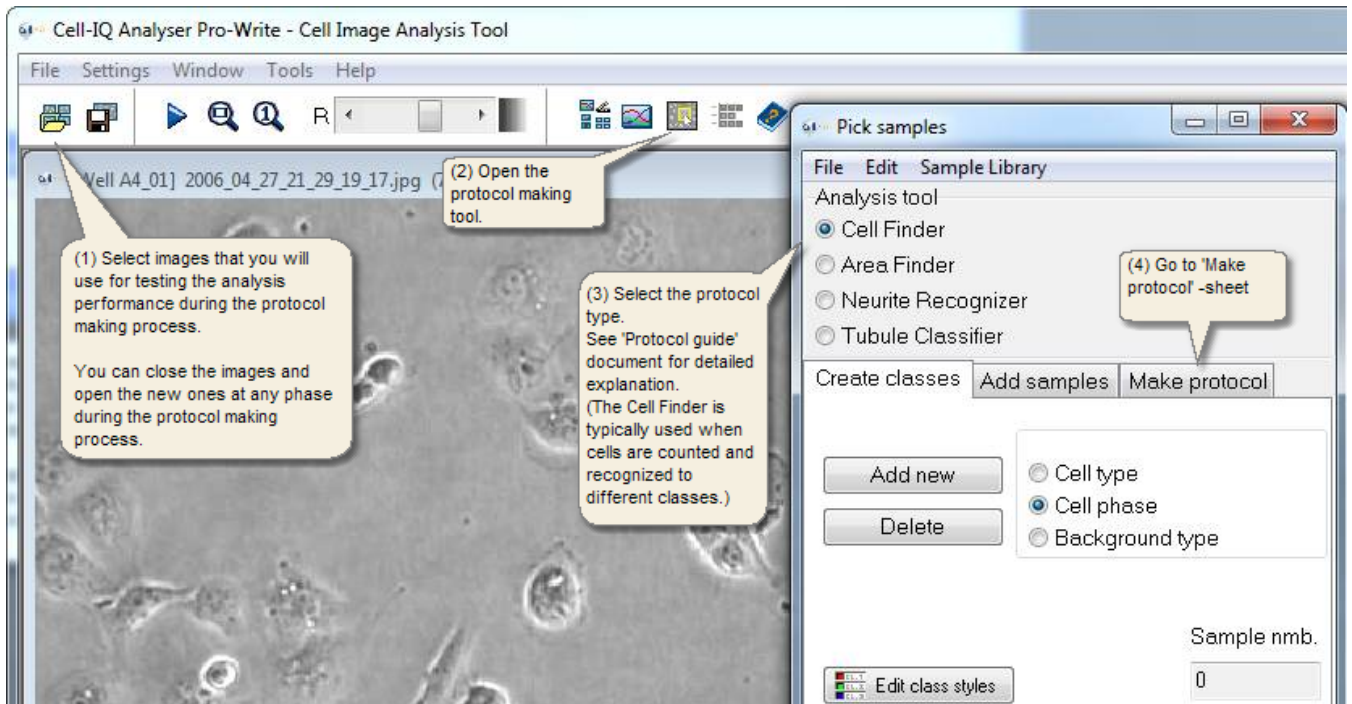 Cell-IQ Analyser Pro-Write - Cell Image Analysis Tool
File Settings Window Tools Help
R
Well A4_01] 2006_04_27_21_29_19_17.jpg
(1) Select images that you will
use for testing the analysis
performance during the protocol
making process.
You can close the images and
open the new ones at any phase
during the protocol making
process.
(2) Open the
protocol making
tool.
(3) Select the protocol
type.
See 'Protocol guide'
document for detailed
explanation.
(The Cell Finder is
typically used when
cells are counted and
recognized to
different classes.)
Pick samples
File Edit Sample Library
Analysis tool
Cell Finder
Area Finder
Neurite Recognizer
Tubule Classifier
(4) Go to 'Make
protocol' -sheet
Create classes Add samples Make protocol
Add new
Delete
Cell type
Cell phase
Background type
Sample nmb.
Edit class styles
0